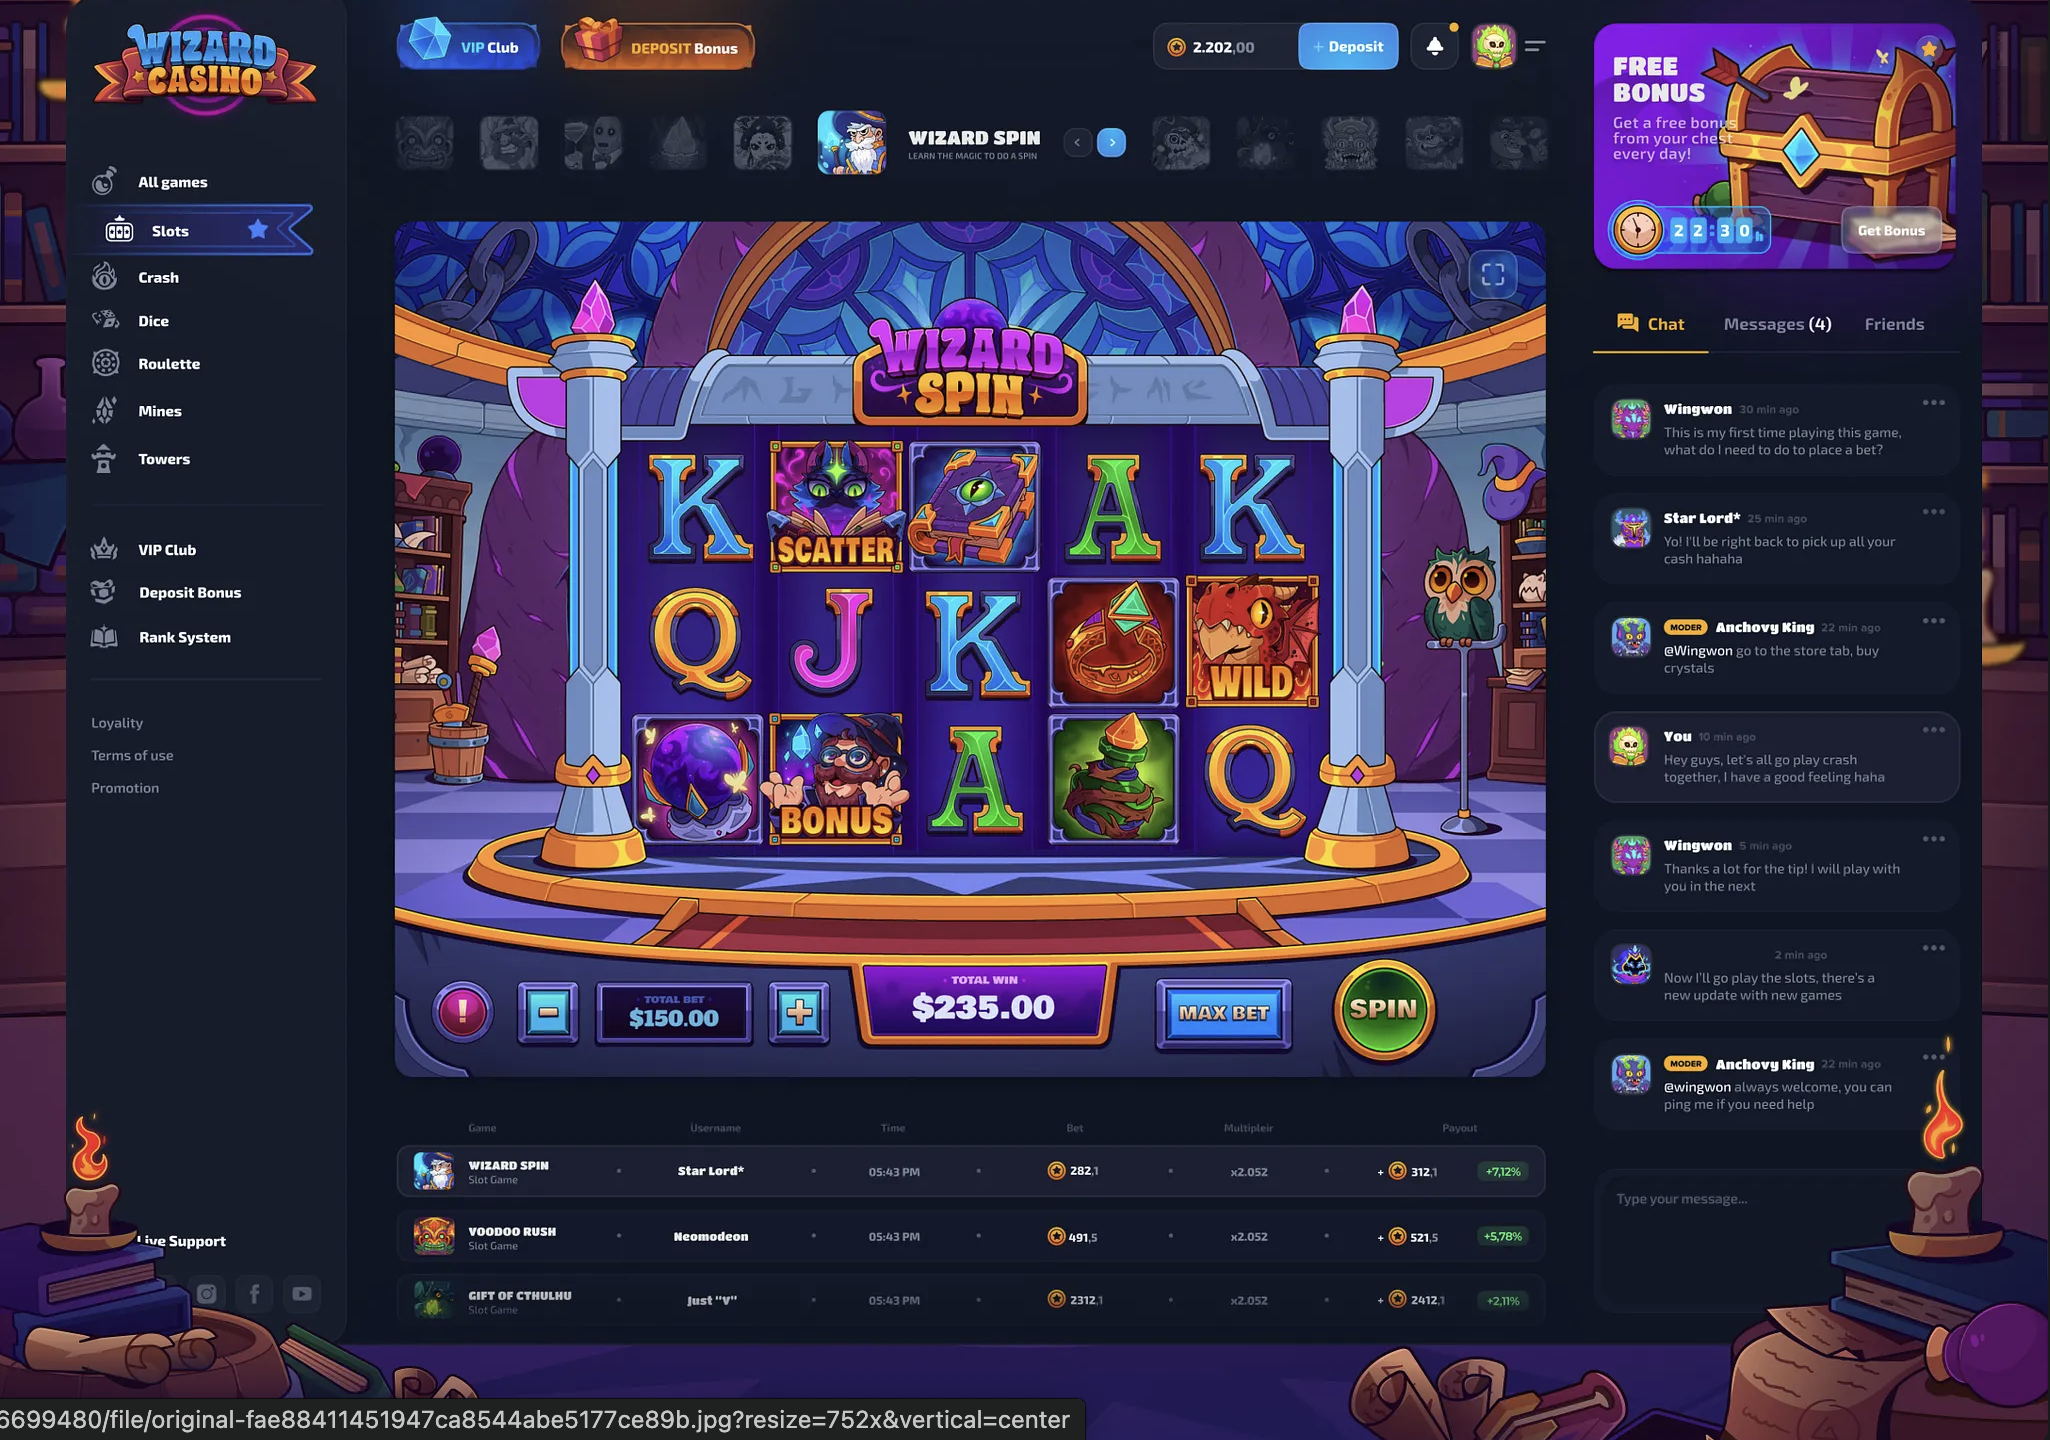 WIZARD
CASINO
VIP Club
DEPOSIT Bonus
2.202,00
+ Deposit
WIZARD SPIN
LEARN THE MAGIC TO DO A SPIN
All games
Slots
Crash
Dice
Roulette
Mines
Towers
VIP Club
Deposit Bonus
Rank System
Loyality
Terms of use
Promotion
Live Support
WIZARD
SPIN
K
SCATTER
A
K
Q
J
K
WILD
BONUS
A
Q
!
-
TOTAL BET
$150.00
+
TOTAL WIN
$235.00
MAX BET
SPIN
Game Username Time Bet Multipleir Payout
WIZARD SPIN
Slot Game
Star Lord* 05:43 PM 282,1 x2.052 + 312,1 +7,12%
VOODOO RUSH
Slot Game
Neomodeon 05:43 PM 491,5 x2.052 + 521,5 +5,78%
GIFT OF CTHULHU
Slot Game
Just "V" 05:43 PM 2312,1 x2.052 + 2412,1 +2,11%
FREE
BONUS
Get a free bonus
from your chest
every day!
22:30h
Get Bonus
Chat
Messages (4)
Friends
Wingwon 30 min ago
This is my first time playing this game,
what do I need to do to place a bet?
Star Lord* 25 min ago
Yo! I'll be right back to pick up all your
cash hahaha
MODER Anchovy King 22 min ago
@Wingwon go to the store tab, buy
crystals
You 10 min ago
Hey guys, let's all go play crash
together, I have a good feeling haha
Wingwon 5 min ago
Thanks a lot for the tip! I will play with
you in the next
2 min ago
Now I'll go play the slots, there's a
new update with new games
MODER Anchovy King 22 min ago
@wingwon always welcome, you can
ping me if you need help
Type your message...
6699480/file/original-fae88411451947ca8544abe5177ce89b.jpg?resize=752x&vertical=center